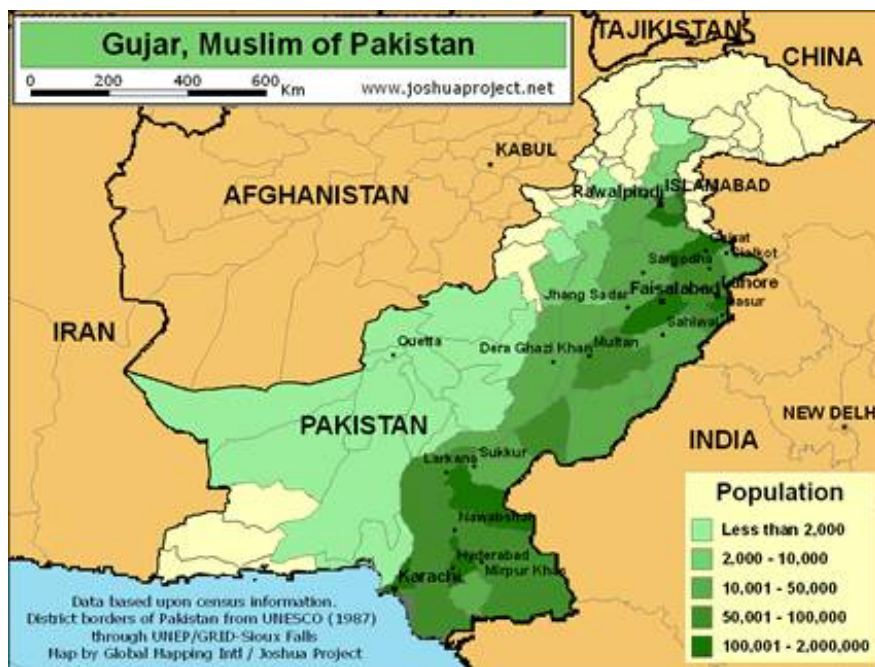 Gujar, Muslim of Pakistan
0 200 400 600 Km
www.joshuaproject.net
TAJIKISTAN
CHINA
KABUL
AFGHANISTAN
Rawalpindi
ISLAMABAD
Gujrat
Sialkot
Sargodha
Faisalabad
Lahore
Kasur
Jhang Sadar
Sahiwal
IRAN
Quetta
Dera Ghazi Khan
Multan
PAKISTAN
NEW DELH
INDIA
Larkana
Sukkur
Nawabshah
Hyderabad
Karachi
Mirpur Khas
Population
Less than 2,000
2,000 - 10,000
10,001 - 50,000
50,001 - 100,000
100,001 - 2,000,000
Data based upon census information.
District borders of Pakistan from UNESCO (1987)
through UNEP/GRID-Sioux Falls
Map by Global Mapping Intl / Joshua Project